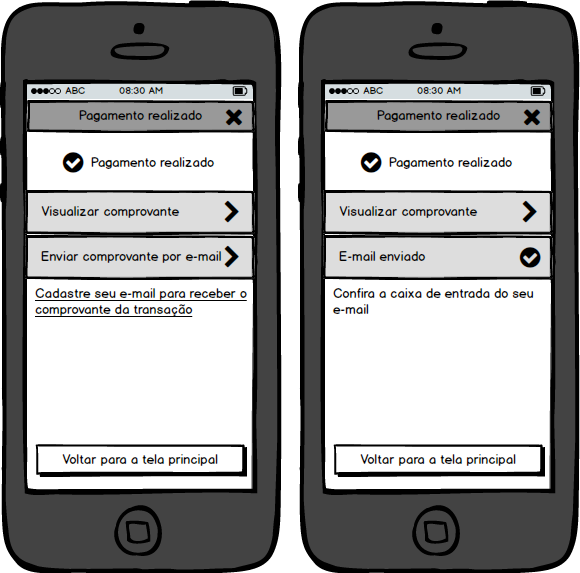 ABC 08:30 AM
Pagamento realizado
Pagamento realizado
Visualizar comprovante
Enviar comprovante por e-mail
Cadastre seu e-mail para receber o
comprovante da transação
Voltar para a tela principal
ABC 08:30 AM
Pagamento realizado
Pagamento realizado
Visualizar comprovante
E-mail enviado
Confira a caixa de entrada do seu
e-mail
Voltar para a tela principal